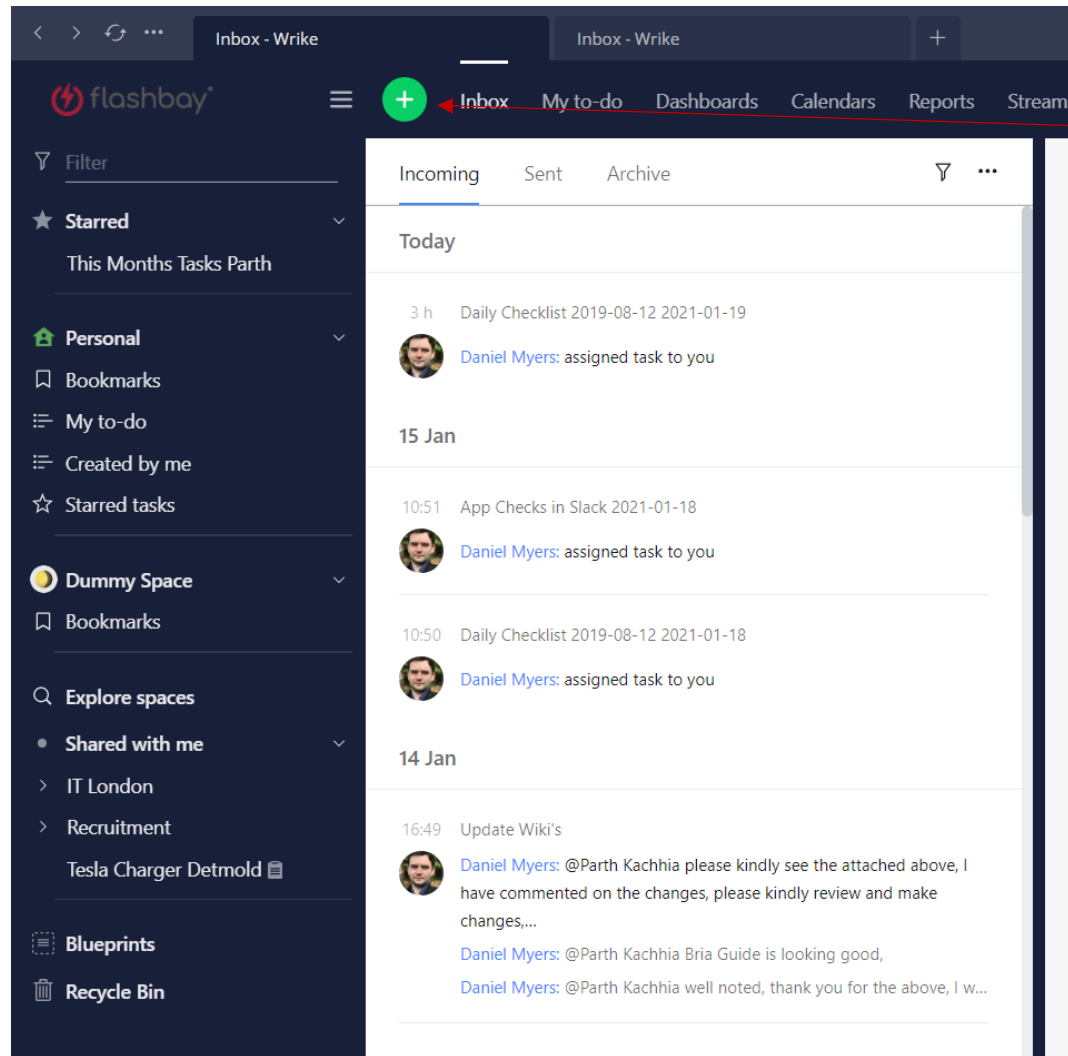 Inbox - Wrike
Inbox - Wrike
flashbay
Inbox My to-do Dashboards Calendars Reports Stream
Filter
Starred
This Months Tasks Parth
Personal
Bookmarks
My to-do
Created by me
Starred tasks
Dummy Space
Bookmarks
Explore spaces
Shared with me
IT London
Recruitment
Tesla Charger Detmold
Blueprints
Recycle Bin
Incoming Sent Archive
Today
3 h Daily Checklist 2019-08-12 2021-01-19
Daniel Myers: assigned task to you
15 Jan
10:51 App Checks in Slack 2021-01-18
Daniel Myers: assigned task to you
10:50 Daily Checklist 2019-08-12 2021-01-18
Daniel Myers: assigned task to you
14 Jan
16:49 Update Wiki's
Daniel Myers: @Parth Kachhia please kindly see the attached above, I
have commented on the changes, please kindly review and make
changes,...
Daniel Myers: @Parth Kachhia Bria Guide is looking good,
Daniel Myers: @Parth Kachhia well noted, thank you for the above, I w...